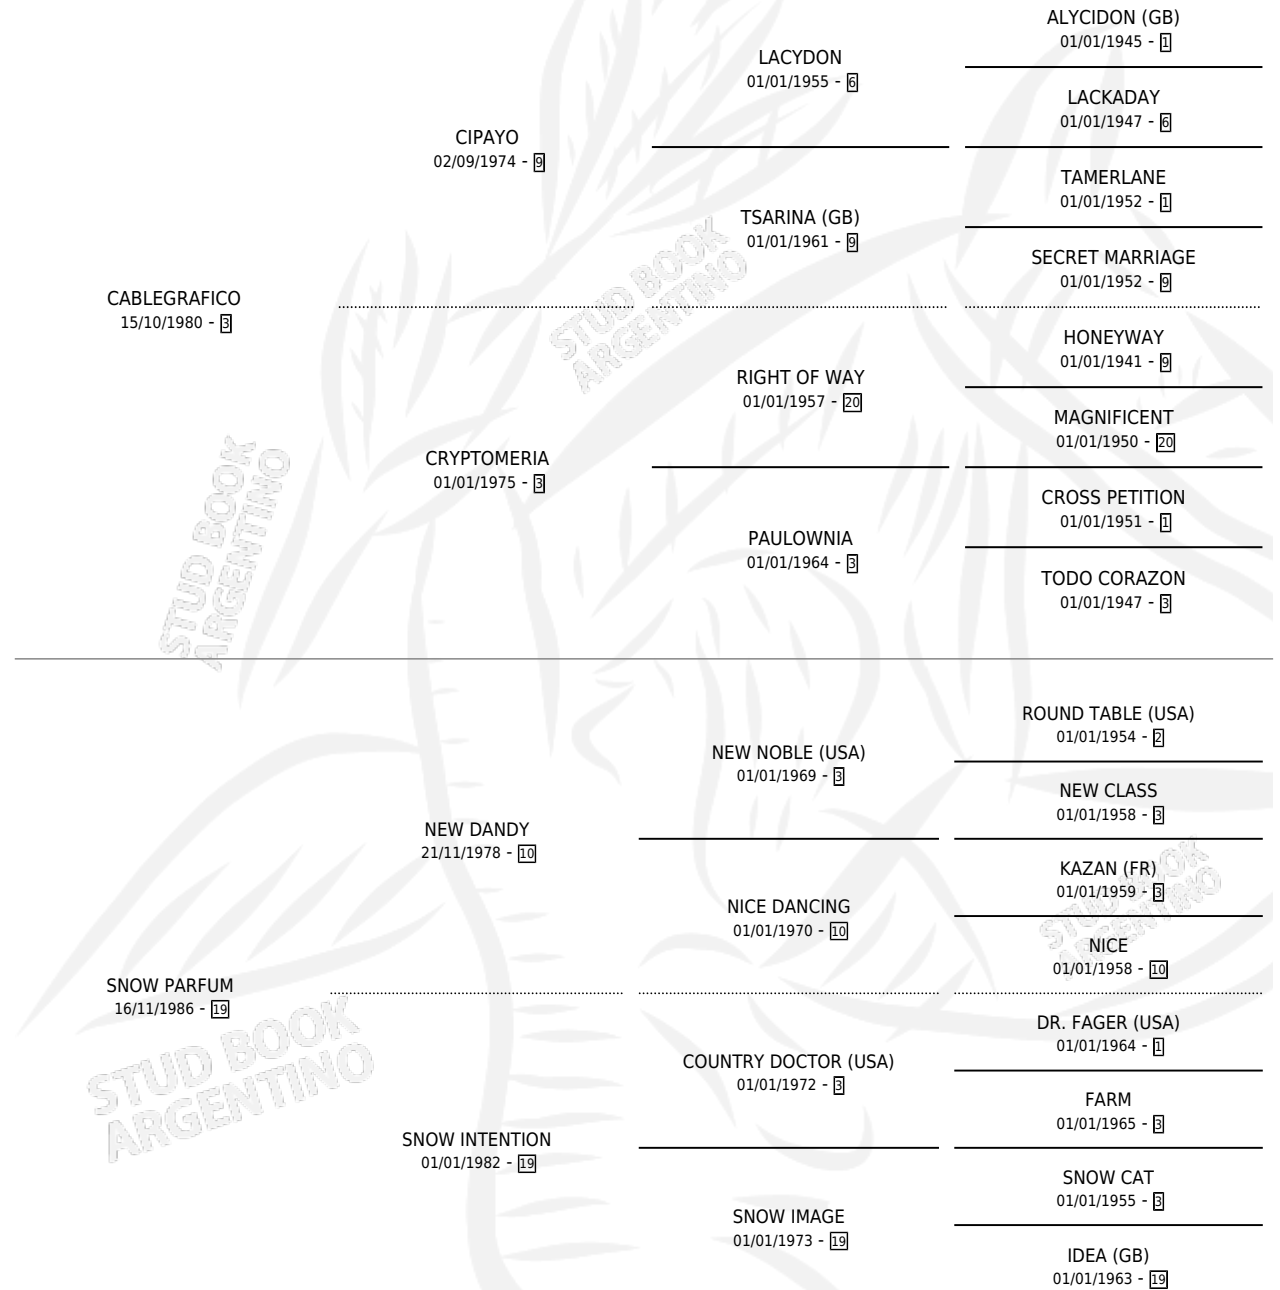 ALYCIDON (GB)
01/01/1945 - 1
LACYDON
01/01/1955 - 6
LACKADAY
01/01/1947 - 6
CIPAYO
02/09/1974 - 9
TAMERLANE
01/01/1952 - 1
TSARINA (GB)
01/01/1961 - 9
SECRET MARRIAGE
01/01/1952 - 9
CABLEGRAFICO
15/10/1980 - 3
HONEYWAY
01/01/1941 - 9
RIGHT OF WAY
01/01/1957 - 20
MAGNIFICENT
01/01/1950 - 20
CRYPTOMERIA
01/01/1975 - 3
CROSS PETITION
01/01/1951 - 1
PAULOWNIA
01/01/1964 - 3
TODO CORAZON
01/01/1947 - 3
ROUND TABLE (USA)
01/01/1954 - 2
NEW NOBLE (USA)
01/01/1969 - 3
NEW CLASS
01/01/1958 - 3
NEW DANDY
21/11/1978 - 10
KAZAN (FR)
01/01/1959 - 3
NICE DANCING
01/01/1970 - 10
NICE
01/01/1958 - 10
SNOW PARFUM
16/11/1986 - 19
DR. FAGER (USA)
01/01/1964 - 1
COUNTRY DOCTOR (USA)
01/01/1972 - 3
FARM
01/01/1965 - 3
SNOW INTENTION
01/01/1982 - 19
SNOW CAT
01/01/1955 - 3
SNOW IMAGE
01/01/1973 - 19
IDEA (GB)
01/01/1963 - 19
STUD BOOK
ARGENTINO
STUD BOOK
ARGENTINO
STUD BOOK
ARGENTINO
STUD BOOK
ARGENTINO